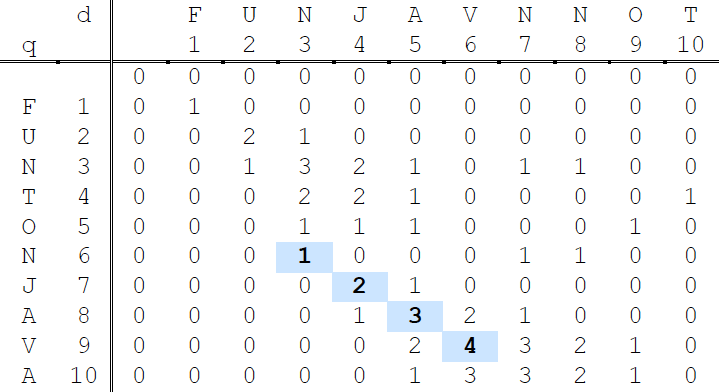 d F U N J A V N N O T
q 1 2 3 4 5 6 7 8 9 10
0 0 0 0 0 0 0 0 0 0 0
F 1 0 1 0 0 0 0 0 0 0 0 0
U 2 0 0 2 1 0 0 0 0 0 0 0
N 3 0 0 1 3 2 1 0 1 1 0 0
T 4 0 0 0 2 2 1 0 0 0 0 1
O 5 0 0 0 1 1 1 0 0 0 1 0
N 6 0 0 0 1 0 0 0 1 1 0 0
J 7 0 0 0 0 2 1 0 0 0 0 0
A 8 0 0 0 0 1 3 2 1 0 0 0
V 9 0 0 0 0 0 2 4 3 2 1 0
A 10 0 0 0 0 0 1 3 3 2 1 0